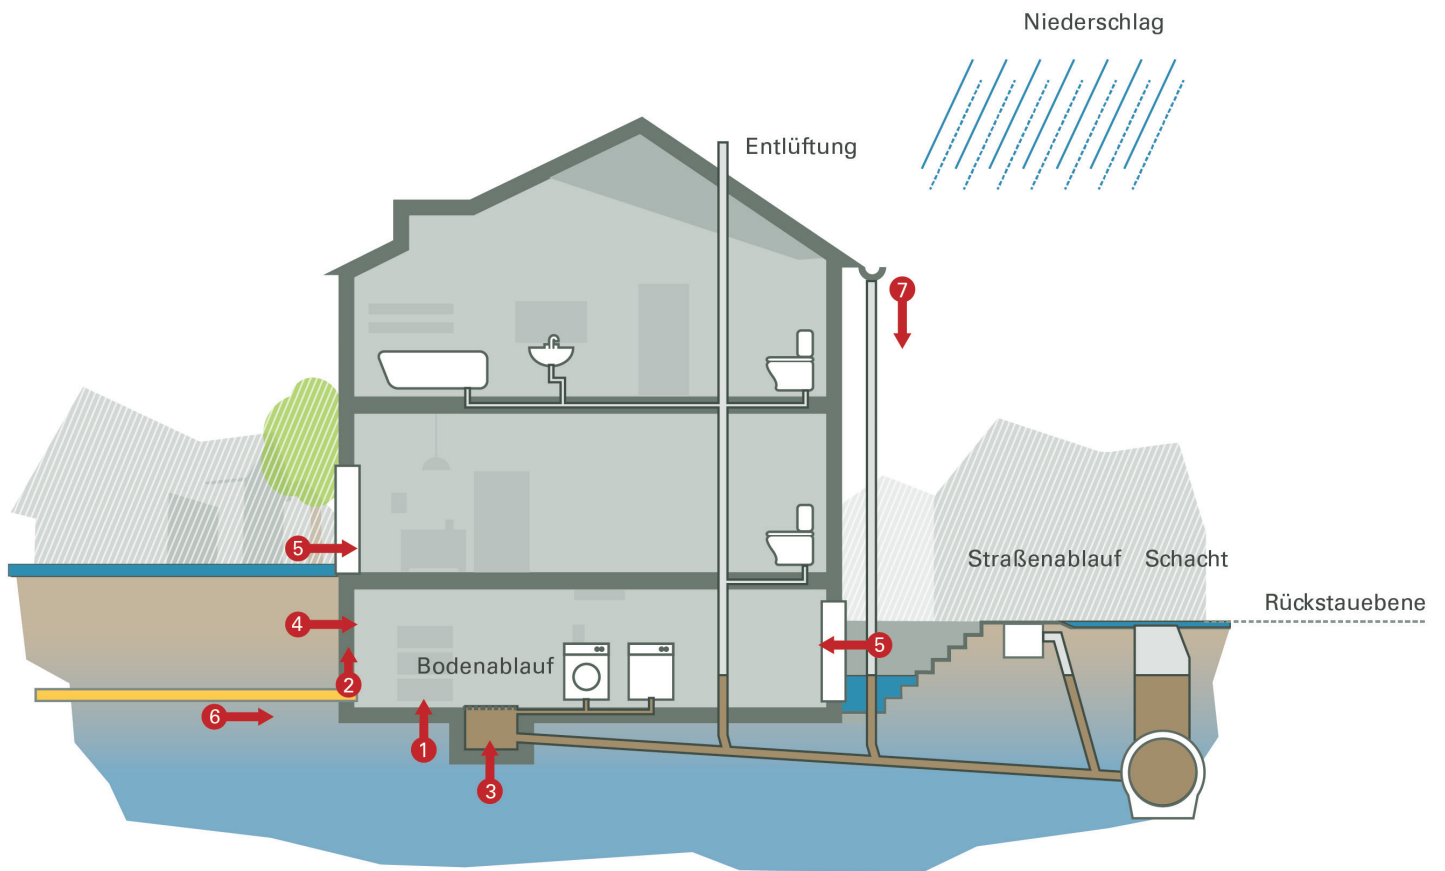 Niederschlag
Entlüftung
7
5
Straßenablauf Schacht
Rückstauebene
4
5
Bodenablauf
2
6
1
3